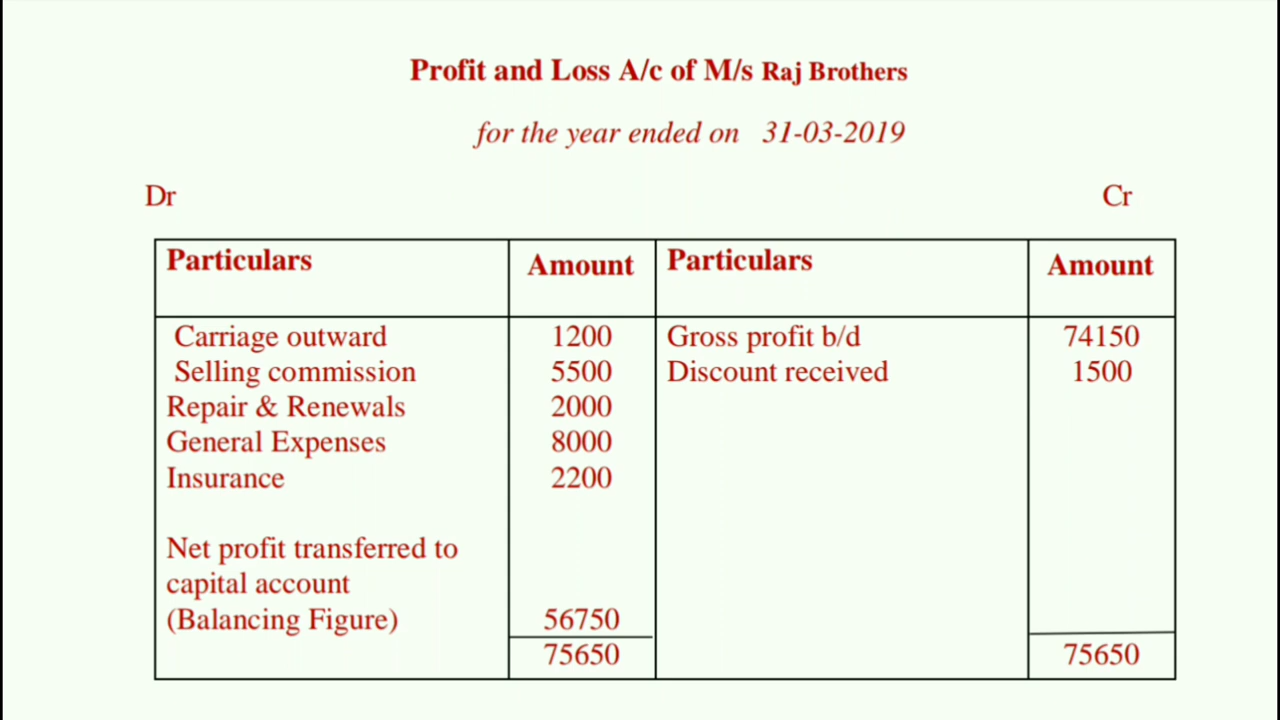 Profit and Loss A/c of M/s Raj Brothers
for the year ended on 31-03-2019
Dr Cr
Particulars Amount Particulars Amount
Carriage outward 1200 Gross profit b/d 74150
Selling commission 5500 Discount received 1500
Repair & Renewals 2000
General Expenses 8000
Insurance 2200
Net profit transferred to
capital account
(Balancing Figure) 56750
75650 75650